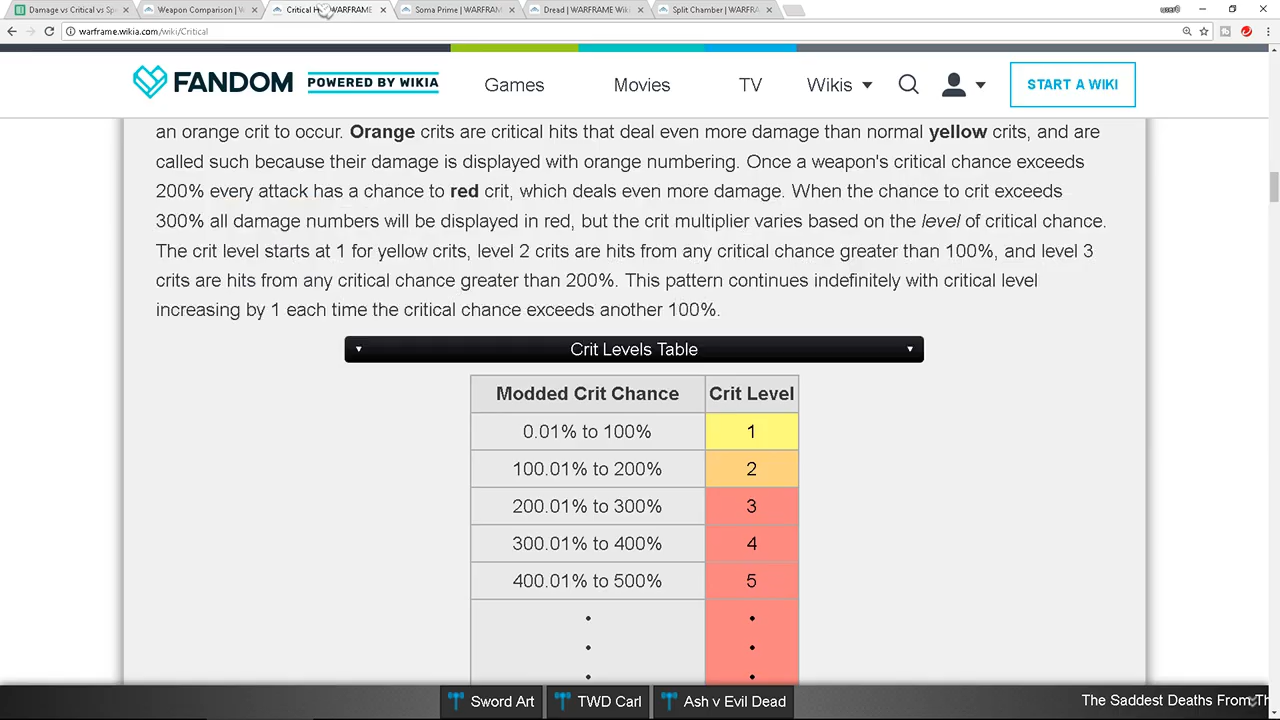 Damage vs Critical vs Sp
Weapon Comparison | W
Critical H WARFRAME
Soma Prime | WARFRAM
Dread | WARFRAME Wik
Split Chamber | WARFRA
warframe.wikia.com/wiki/Critical
FANDOM POWERED BY WIKIA Games Movies TV Wikis START A WIKI
an orange crit to occur. Orange crits are critical hits that deal even more damage than normal yellow crits, and are
called such because their damage is displayed with orange numbering. Once a weapon's critical chance exceeds
200% every attack has a chance to red crit, which deals even more damage. When the chance to crit exceeds
300% all damage numbers will be displayed in red, but the crit multiplier varies based on the level of critical chance.
The crit level starts at 1 for yellow crits, level 2 crits are hits from any critical chance greater than 100%, and level 3
crits are hits from any critical chance greater than 200%. This pattern continues indefinitely with critical level
increasing by 1 each time the critical chance exceeds another 100%.
Crit Levels Table
Modded Crit Chance Crit Level
0.01% to 100% 1
100.01% to 200% 2
200.01% to 300% 3
300.01% to 400% 4
400.01% to 500% 5
Sword Art TWD Carl Ash v Evil Dead The Saddest Deaths From